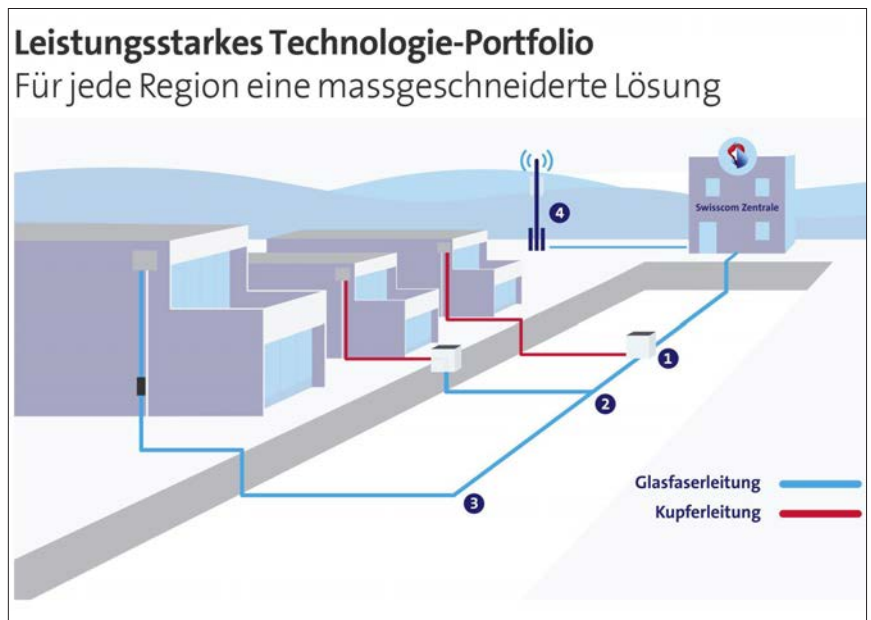 Leistungsstarkes Technologie-Portfolio
Für jede Region eine massgeschneiderte Lösung
4
Swisscom Zentrale
1
2
3
Glasfaserleitung
Kupferleitung